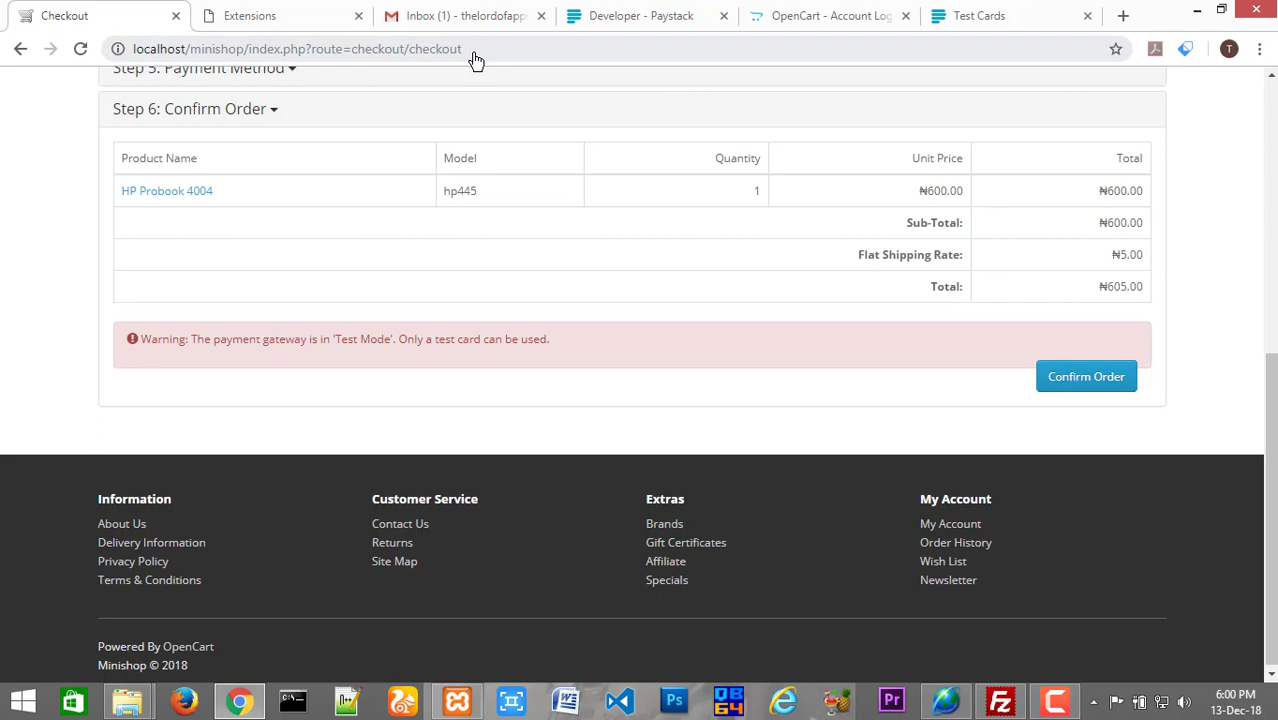 Checkout
Extensions
Inbox (1) - thelordofapp
Developer - Paystack
OpenCart - Account Log
Test Cards
localhost/minishop/index.php?route=checkout/checkout
T
Step 5: Payment Method
Step 6: Confirm Order
Product Name Model Quantity Unit Price Total
HP Probook 4004 hp445 1 ₦600.00 ₦600.00
Sub-Total: ₦600.00
Flat Shipping Rate: ₦5.00
Total: ₦605.00
Warning: The payment gateway is in 'Test Mode'. Only a test card can be used.
Confirm Order
Information
About Us
Delivery Information
Privacy Policy
Terms & Conditions
Customer Service
Contact Us
Returns
Site Map
Extras
Brands
Gift Certificates
Affiliate
Specials
My Account
My Account
Order History
Wish List
Newsletter
Powered By OpenCart
Minishop © 2018
Ps
QB
64
Pr
Fz
6:00 PM
13-Dec-18